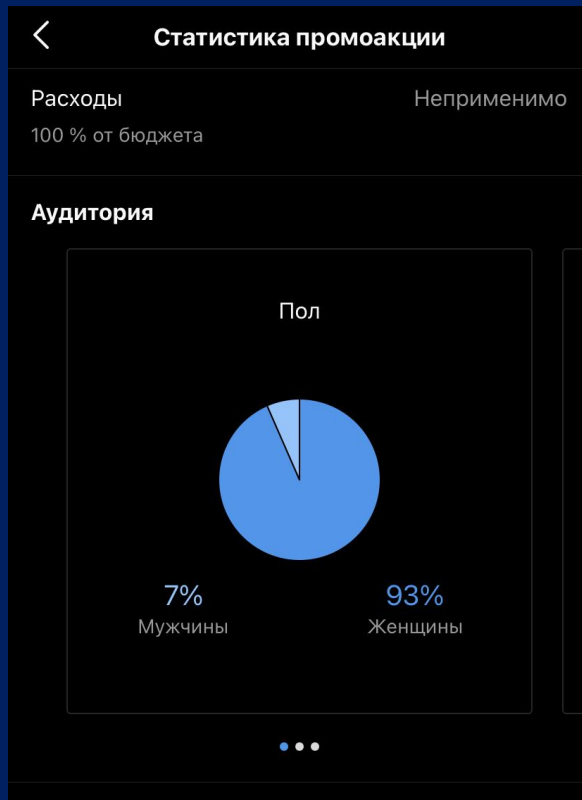 Статистика промоакции
Расходы Неприменимо
100 % от бюджета
Аудитория
Пол
7% 93%
Мужчины Женщины